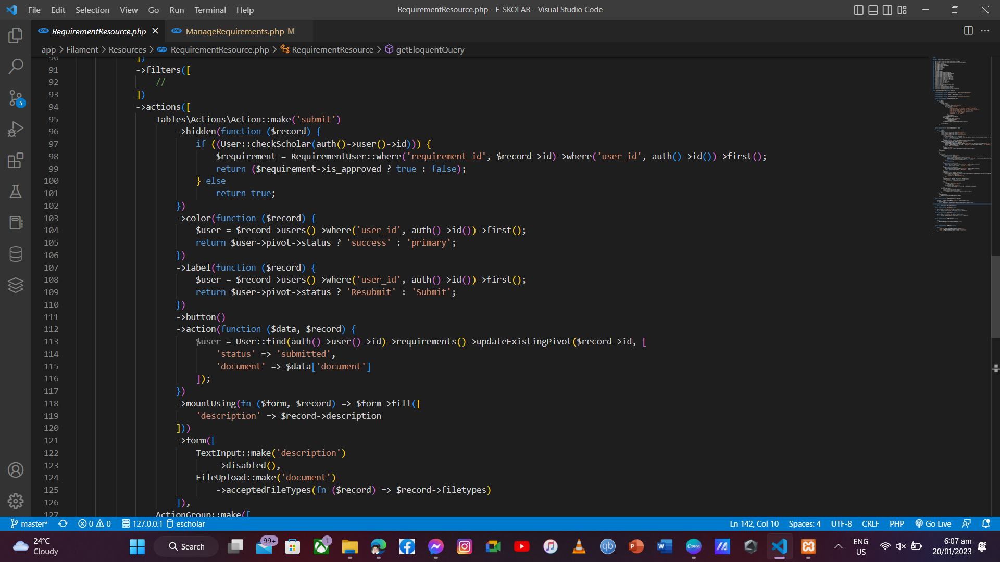 File Edit Selection View Go Run Terminal Help
RequirementResource.php - E-SKOLAR - Visual Studio Code
RequirementResource.php
ManageRequirements.php M
app > Filament > Resources > RequirementResource.php > RequirementResource > getEloquentQuery
90 ])
91 ->filters([
92 //
93 ])
94 ->actions([
95 Tables\Actions\Action::make('submit')
96 ->hidden(function ($record) {
97 if ((User::checkScholar(auth()->user()->id))) {
98 $requirement = RequirementUser::where('requirement_id', $record->id)->where('user_id', auth()->id())->first();
99 return ($requirement->is_approved ? true : false);
100 } else
101 return true;
102 })
103 ->color(function ($record) {
104 $user = $record->users()->where('user_id', auth()->id())->first();
105 return $user->pivot->status ? 'success' : 'primary';
106 })
107 ->label(function ($record) {
108 $user = $record->users()->where('user_id', auth()->id())->first();
109 return $user->pivot->status ? 'Resubmit' : 'Submit';
110 })
111 ->button()
112 ->action(function ($data, $record) {
113 $user = User::find(auth()->user()->id)->requirements()->updateExistingPivot($record->id, [
114 'status' => 'submitted',
115 'document' => $data['document']
116 ]);
117 })
118 ->mountUsing(fn ($form, $record) => $form->fill([
119 'description' => $record->description
120 ]))
121 ->form([
122 TextInput::make('description')
123 ->disabled(),
124 FileUpload::make('document')
125 ->acceptedFileTypes(fn ($record) => $record->filetypes)
126 ]),
127 ActionGroup::make([
5
master* 0 0 127.0.0.1 escholar
Ln 142, Col 10 Spaces: 4 UTF-8 CRLF PHP Go Live
24°C
Cloudy
Search
99+
1
qb
P
W
Canva
ENG
US
6:07 am
20/01/2023